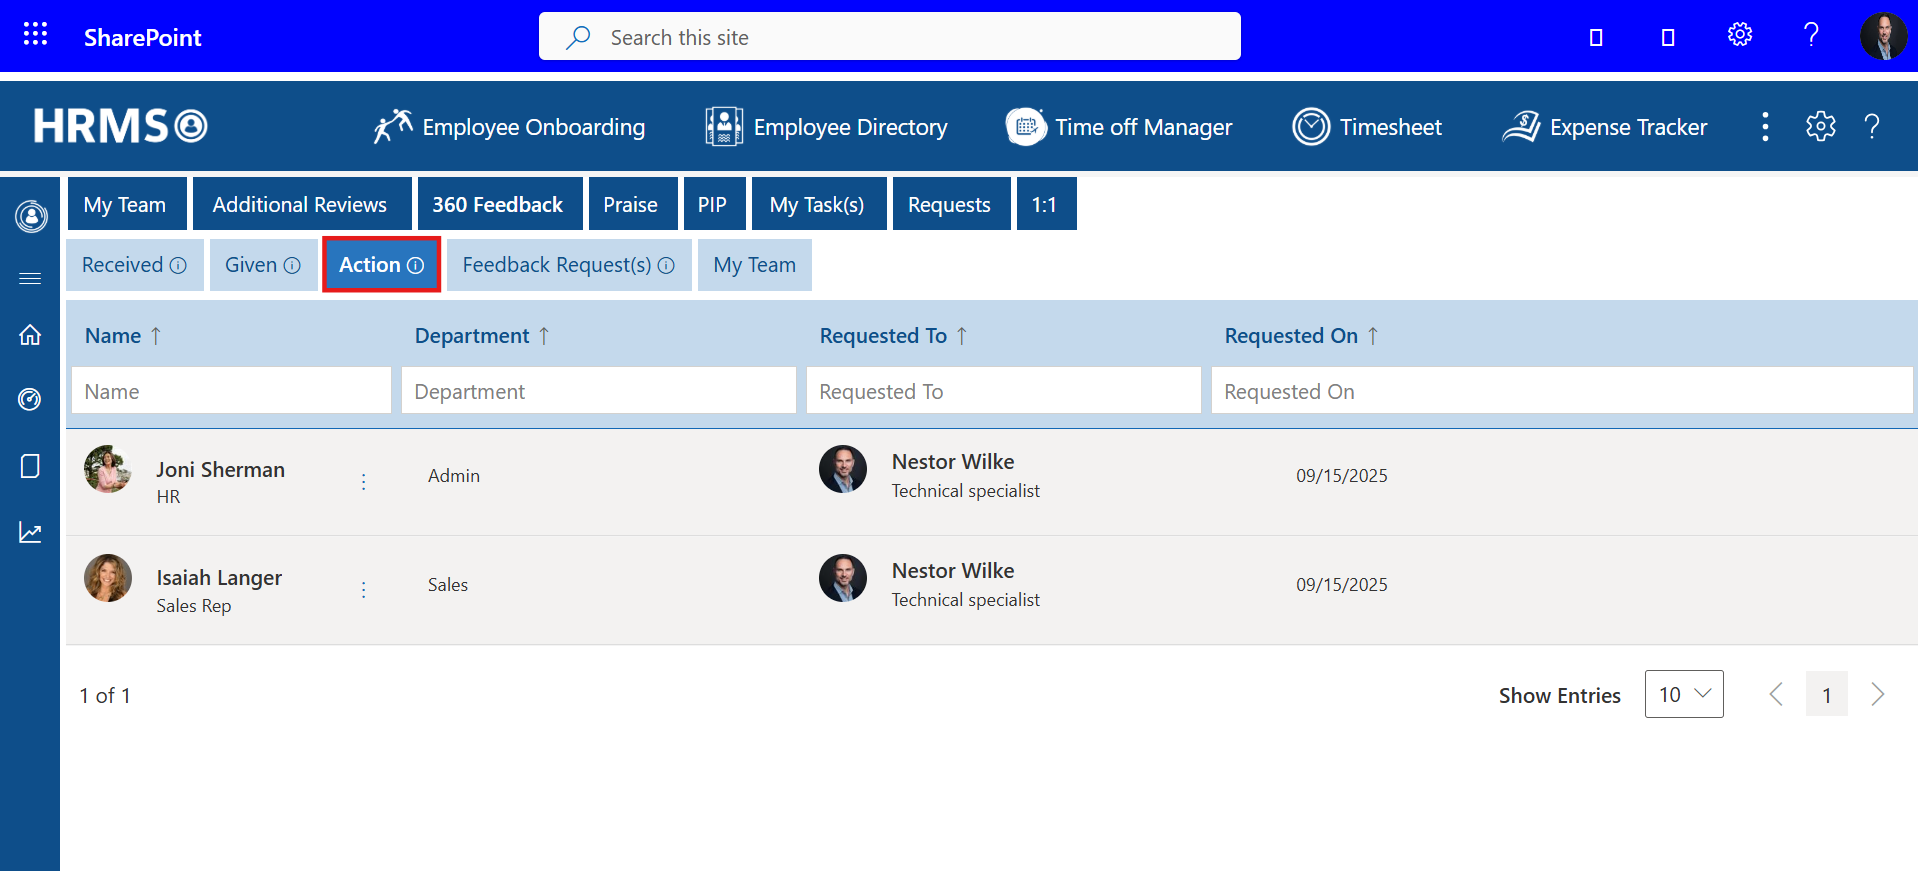 SharePoint
Search this site
HRMS
Employee Onboarding
Employee Directory
Time off Manager
Timesheet
Expense Tracker
My Team
Additional Reviews
360 Feedback
Praise
PIP
My Task(s)
Requests
1:1
Received
Given
Action
Feedback Request(s)
My Team
Name ↑
Department ↑
Requested To ↑
Requested On ↑
Name
Department
Requested To
Requested On
Joni Sherman
HR
Admin
Nestor Wilke
Technical specialist
09/15/2025
Isaiah Langer
Sales Rep
Sales
Nestor Wilke
Technical specialist
09/15/2025
1 of 1
Show Entries
10
1